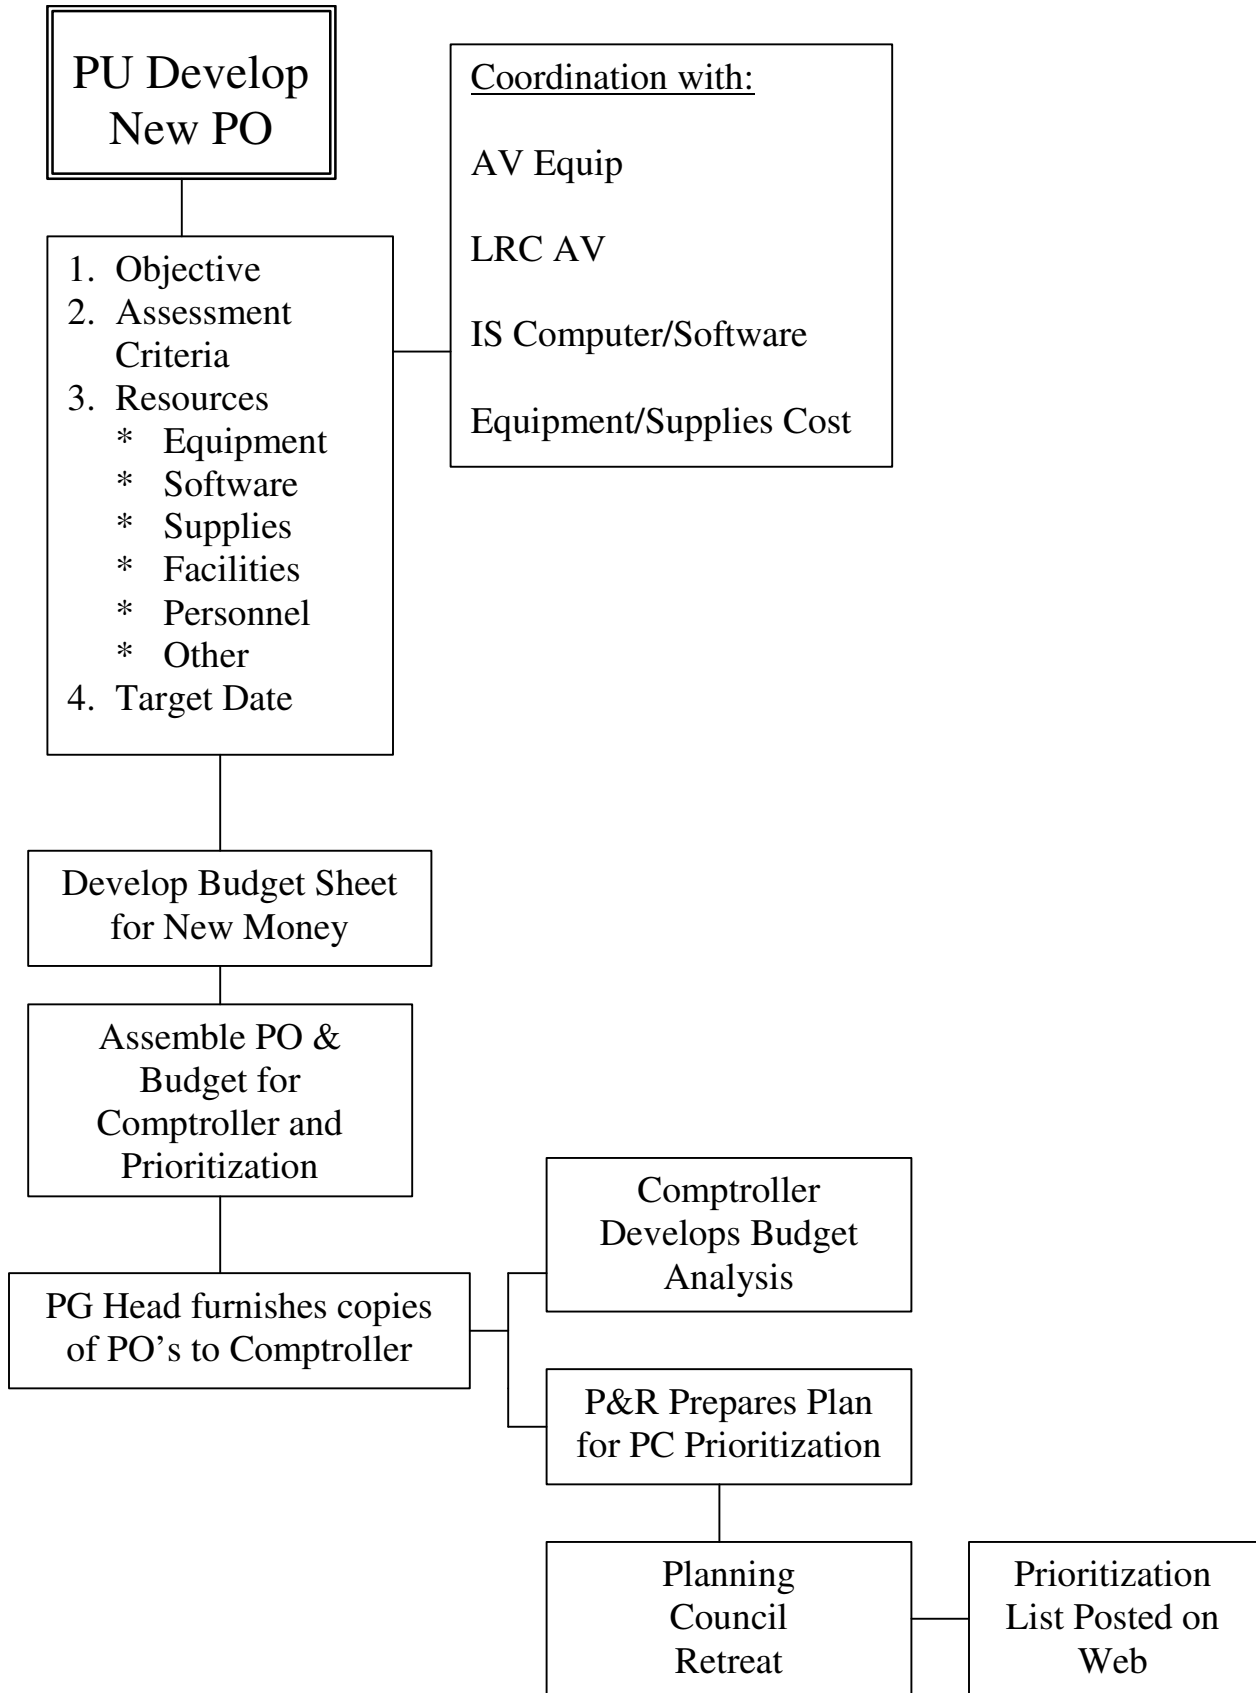 PU Develop
New PO
Coordination with:
AV Equip
LRC AV
IS Computer/Software
Equipment/Supplies Cost
1. Objective
2. Assessment
Criteria
3. Resources
* Equipment
* Software
* Supplies
* Facilities
* Personnel
* Other
4. Target Date
Develop Budget Sheet
for New Money
Assemble PO &
Budget for
Comptroller and
Prioritization
PG Head furnishes copies
of PO’s to Comptroller
Comptroller
Develops Budget
Analysis
P&R Prepares Plan
for PC Prioritization
Planning
Council
Retreat
Prioritization
List Posted on
Web